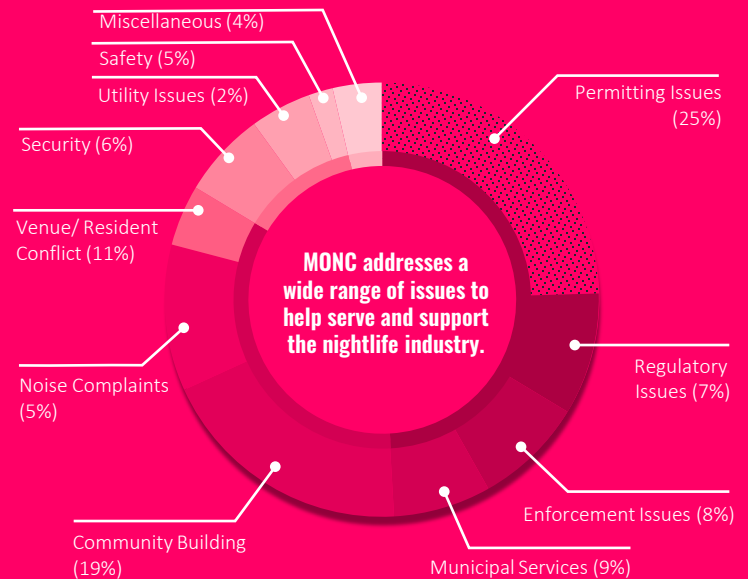 Miscellaneous (4%)
Safety (5%)
Utility Issues (2%)
Security (6%)
Venue/ Resident
Conflict (11%)
Noise Complaints
(5%)
Community Building
(19%)
Permitting Issues
(25%)
Regulatory
Issues (7%)
Enforcement Issues (8%)
Municipal Services (9%)
MONC addresses a
wide range of issues to
help serve and support
the nightlife industry.